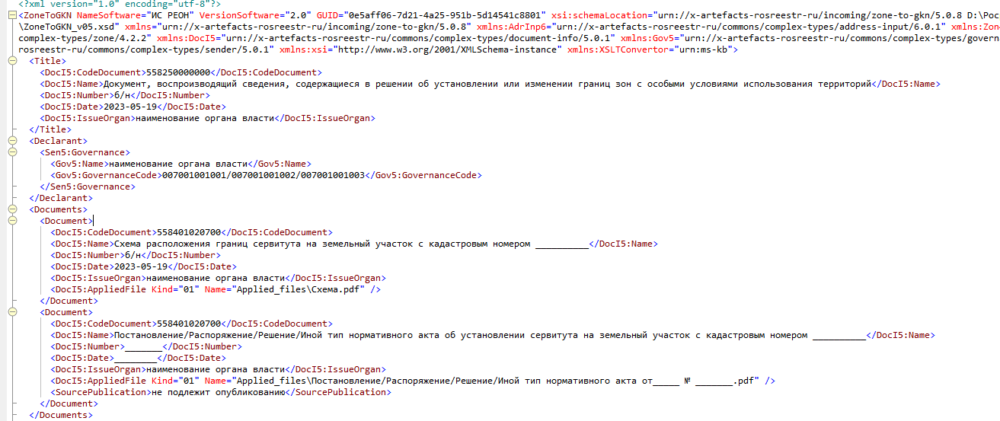 <?xml version="1.0" encoding="utf-8"?>
<ZoneToGKN NameSoftware="ИС РЕОН" VersionSoftware="2.0" GUID="0e5aff06-7d21-4a25-951b-5d14541c8801" xsi:schemaLocation="urn://x-artefacts-rosreestr-ru/incoming/zone-to-gkn/5.0.8 D:\Рос
\ZoneToGKN_v05.xsd" xmlns="urn://x-artefacts-rosreestr-ru/incoming/zone-to-gkn/5.0.8" xmlns:AdrInp6="urn://x-artefacts-rosreestr-ru/commons/complex-types/address-input/6.0.1" xmlns:Zon
complex-types/zone/4.2.2" xmlns:DocI5="urn://x-artefacts-rosreestr-ru/commons/complex-types/document-info/5.0.1" xmlns:Gov5="urn://x-artefacts-rosreestr-ru/commons/complex-types/govern
rosreestr-ru/commons/complex-types/sender/5.0.1" xmlns:xsi="http://www.w3.org/2001/XMLSchema-instance" xmlns:XSLTConvertor="urn:ms-kb">
<Title>
<DocI5:CodeDocument>558250000000</DocI5:CodeDocument>
<DocI5:Name>Документ, воспроизводящий сведения, содержащиеся в решении об установлении или изменении границ зон с особыми условиями использования территорий</DocI5:Name>
<DocI5:Number>б/н</DocI5:Number>
<DocI5:Date>2023-05-19</DocI5:Date>
<DocI5:IssueOrgan>наименование органа власти</DocI5:IssueOrgan>
</Title>
<Declarant>
<Sen5:Governance>
<Gov5:Name>наименование органа власти</Gov5:Name>
<Gov5:GovernanceCode>007001001001/007001001002/007001001003</Gov5:GovernanceCode>
</Sen5:Governance>
</Declarant>
<Documents>
<Document>
<DocI5:CodeDocument>558401020700</DocI5:CodeDocument>
<DocI5:Name>Схема расположения границ сервитута на земельный участок с кадастровым номером __________</DocI5:Name>
<DocI5:Number>б/н</DocI5:Number>
<DocI5:Date>2023-05-19</DocI5:Date>
<DocI5:IssueOrgan>наименование органа власти</DocI5:IssueOrgan>
<DocI5:AppliedFile Kind="01" Name="Applied_files\Схема.pdf" />
</Document>
<Document>
<DocI5:CodeDocument>558401020700</DocI5:CodeDocument>
<DocI5:Name>Постановление/Распоряжение/Решение/Иной тип нормативного акта об установлении сервитута на земельный участок с кадастровым номером __________</DocI5:Name>
<DocI5:Number>_______</DocI5:Number>
<DocI5:Date>________</DocI5:Date>
<DocI5:IssueOrgan>наименование органа власти</DocI5:IssueOrgan>
<DocI5:AppliedFile Kind="01" Name="Applied_files\Постановление/Распоряжение/Решение/Иной тип нормативного акта от_____ № _______.pdf" />
<SourcePublication>не подлежит опубликованию</SourcePublication>
</Document>
</Documents>